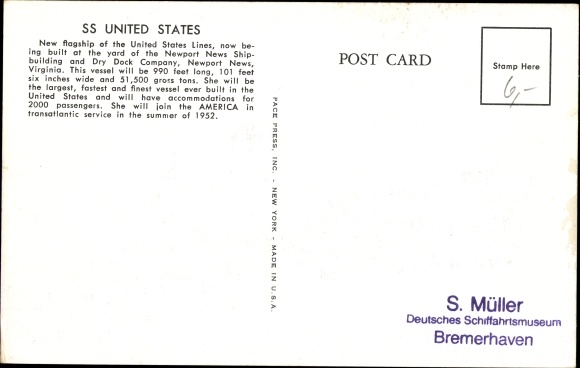 SS UNITED STATES
New flagship of the United States Lines, now be-
ing built at the yard of the Newport News Ship-
building and Dry Dock Company, Newport News,
Virginia. This vessel will be 990 feet long, 101 feet
six inches wide and 51,500 grors tons. She will be
the largest, fastest and finest vessel ever built in the
United States and will have accommodations for
2000 passengers. She will join the AMERICA in
transatlantic service in the summer of 1952.
PACE PRESS, INC. - NEW YORK - MADE IN U.S.A.
POST CARD
Stamp Here
6,-
S. Müller
Deutsches Schiffahrtsmuseum
Bremerhaven